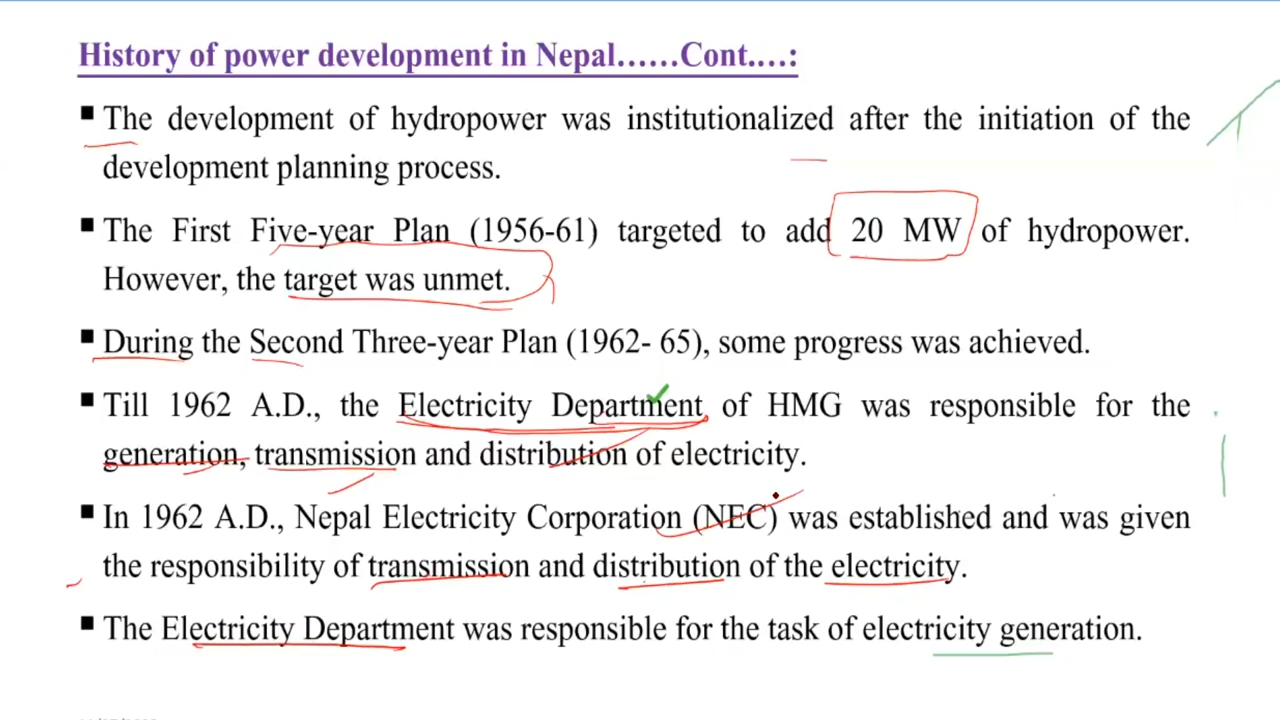 History of power development in Nepal……Cont.…:
▪ The development of hydropower was institutionalized after the initiation of the
development planning process.
▪ The First Five-year Plan (1956-61) targeted to add 20 MW of hydropower.
However, the target was unmet.
▪ During the Second Three-year Plan (1962- 65), some progress was achieved.
▪ Till 1962 A.D., the Electricity Department of HMG was responsible for the
generation, transmission and distribution of electricity.
▪ In 1962 A.D., Nepal Electricity Corporation (NEC) was established and was given
the responsibility of transmission and distribution of the electricity.
▪ The Electricity Department was responsible for the task of electricity generation.